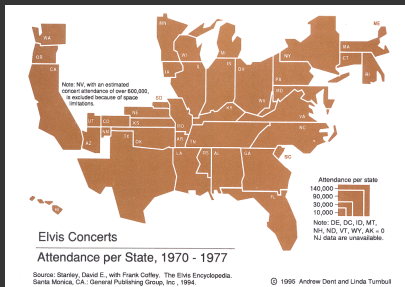 MN
ME
WA
WI
MI
NY
MA
OR
CT
RI
CA
IA
IL
IN
OH
PA
Note: NV, with an estimated
concert attendance of over 600,000,
is excluded because of space
limitations.
MD
SD
WV
NE
KY
VA
UT
CO
KS
MO
TN
NC
AZ
NM
OK
AR
TX
LA
MS
AL
GA
SC
FL
HI
Attendance per state
140,000
90,000
30,000
10,000
Note: DE, DC, ID, MT,
NH, ND, VT, WY, AK = 0
NJ data are unavailable.
Elvis Concerts
Attendance per State, 1970 - 1977
Source: Stanley, David E., with Frank Coffey, The Elvis Encyclopedia.
Santa Monica, CA.: General Publishing Group, Inc , 1994.
© 1995 Andrew Dent and Linda Turnbull